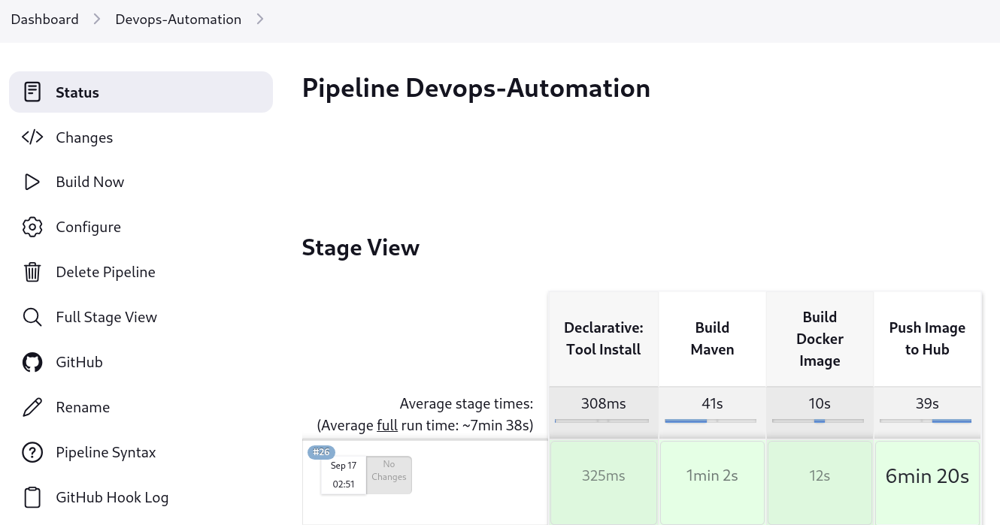 Dashboard
Devops-Automation
Status
Changes
Build Now
Configure
Delete Pipeline
Full Stage View
GitHub
Rename
Pipeline Syntax
GitHub Hook Log
Pipeline Devops-Automation
Stage View
Declarative:
Tool Install
Build
Maven
Build
Docker
Image
Push Image
to Hub
Average stage times:
(Average full run time: ~7min 38s)
308ms
41s
10s
39s
#26
Sep 17
02:51
No
Changes
325ms
1min 2s
12s
6min 20s